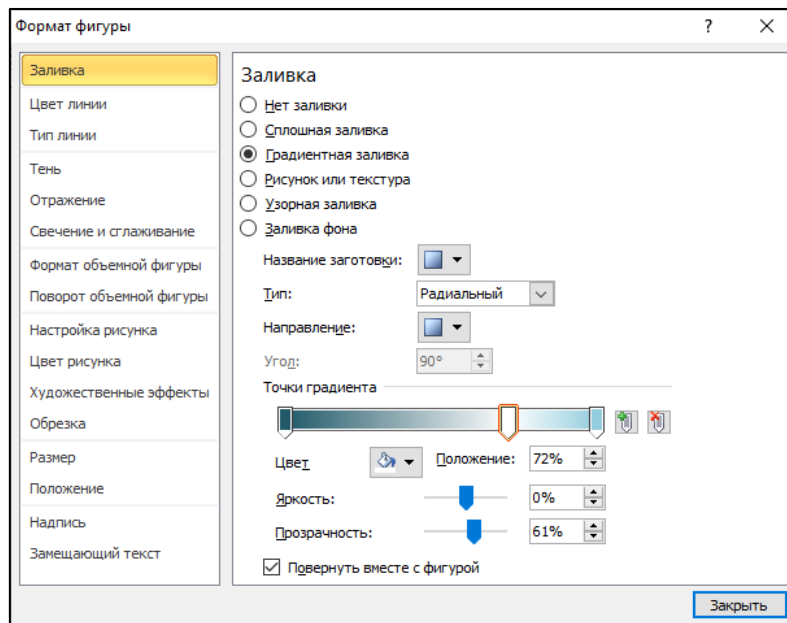 Формат фигуры
?
Заливка
Цвет линии
Тип линии
Тень
Отражение
Свечение и сглаживание
Формат объемной фигуры
Поворот объемной фигуры
Настройка рисунка
Цвет рисунка
Художественные эффекты
Обрезка
Размер
Положение
Надпись
Замещающий текст
Заливка
Нет заливки
Сплошная заливка
Градиентная заливка
Рисунок или текстура
Узорная заливка
Заливка фона
Название заготовки:
Тип: Радиальный
Направление:
Угол: 90°
Точки градиента
Цвет Положение: 72%
Яркость: 0%
Прозрачность: 61%
Повернуть вместе с фигурой
Закрыть